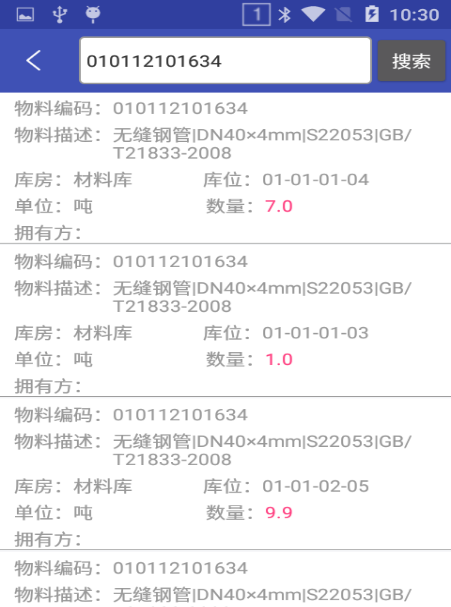 1 10:30
010112101634 搜索
物料编码：010112101634
物料描述：无缝钢管|DN40×4mm|S22053|GB/
T21833-2008
库房：材料库 库位：01-01-01-04
单位：吨 数量：7.0
拥有方：
物料编码：010112101634
物料描述：无缝钢管|DN40×4mm|S22053|GB/
T21833-2008
库房：材料库 库位：01-01-01-03
单位：吨 数量：1.0
拥有方：
物料编码：010112101634
物料描述：无缝钢管|DN40×4mm|S22053|GB/
T21833-2008
库房：材料库 库位：01-01-02-05
单位：吨 数量：9.9
拥有方：
物料编码：010112101634
物料描述：无缝钢管|DN40×4mm|S22053|GB/